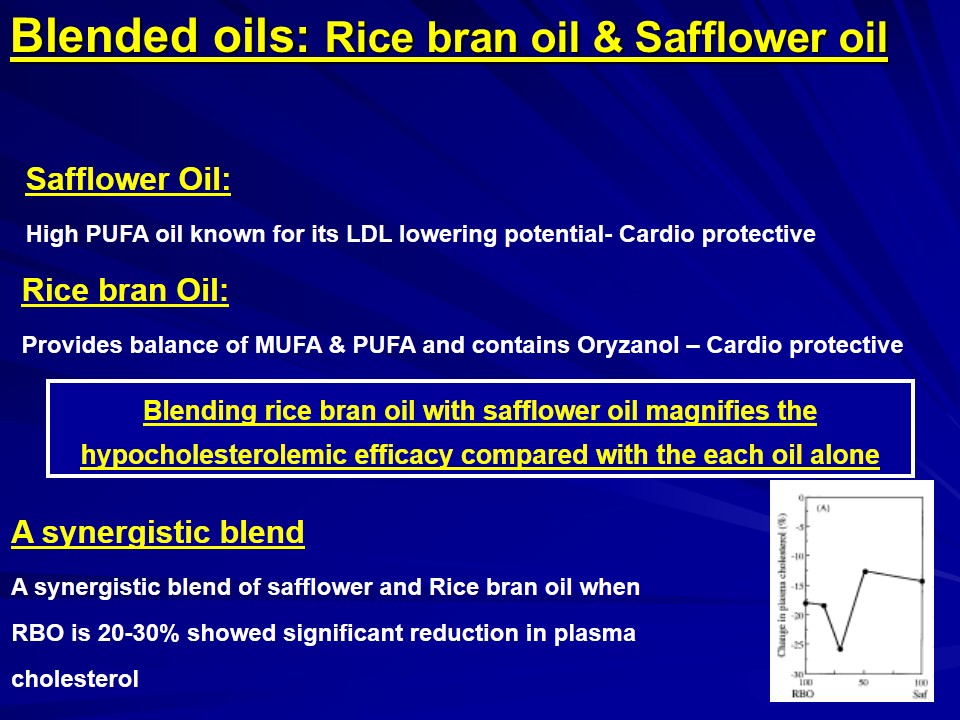 Blended oils: Rice bran oil & Safflower oil
Safflower Oil:
High PUFA oil known for its LDL lowering potential- Cardio protective
Rice bran Oil:
Provides balance of MUFA & PUFA and contains Oryzanol – Cardio protective
Blending rice bran oil with safflower oil magnifies the
hypocholesterolemic efficacy compared with the each oil alone
A synergistic blend
A synergistic blend of safflower and Rice bran oil when
RBO is 20-30% showed significant reduction in plasma
cholesterol
(A)
Change in plasma cholesterol (%)
0
-5
-10
-15
-20
-25
-30
100 50 100
RBO Saf